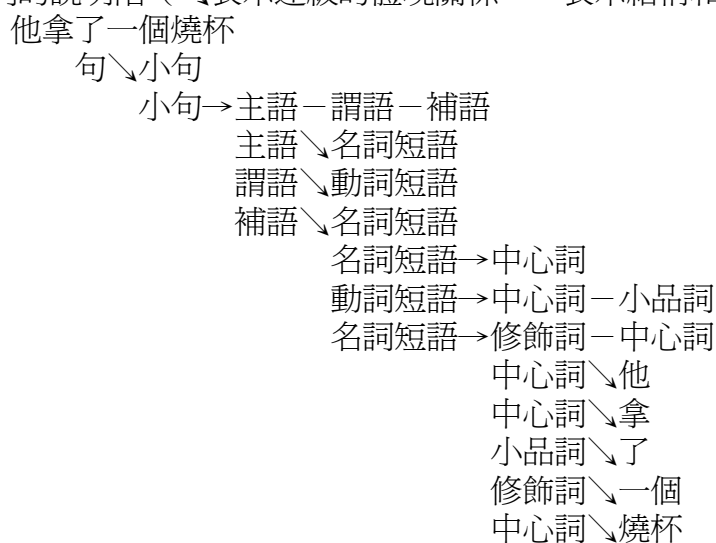 他拿了一個燒杯
句↘小句
小句→主語－謂語－補語
主語↘名詞短語
謂語↘動詞短語
補語↘名詞短語
名詞短語→中心詞
動詞短語→中心詞－小品詞
名詞短語→修飾詞－中心詞
中心詞↘他
中心詞↘拿
小品詞↘了
修飾詞↘一個
中心詞↘燒杯